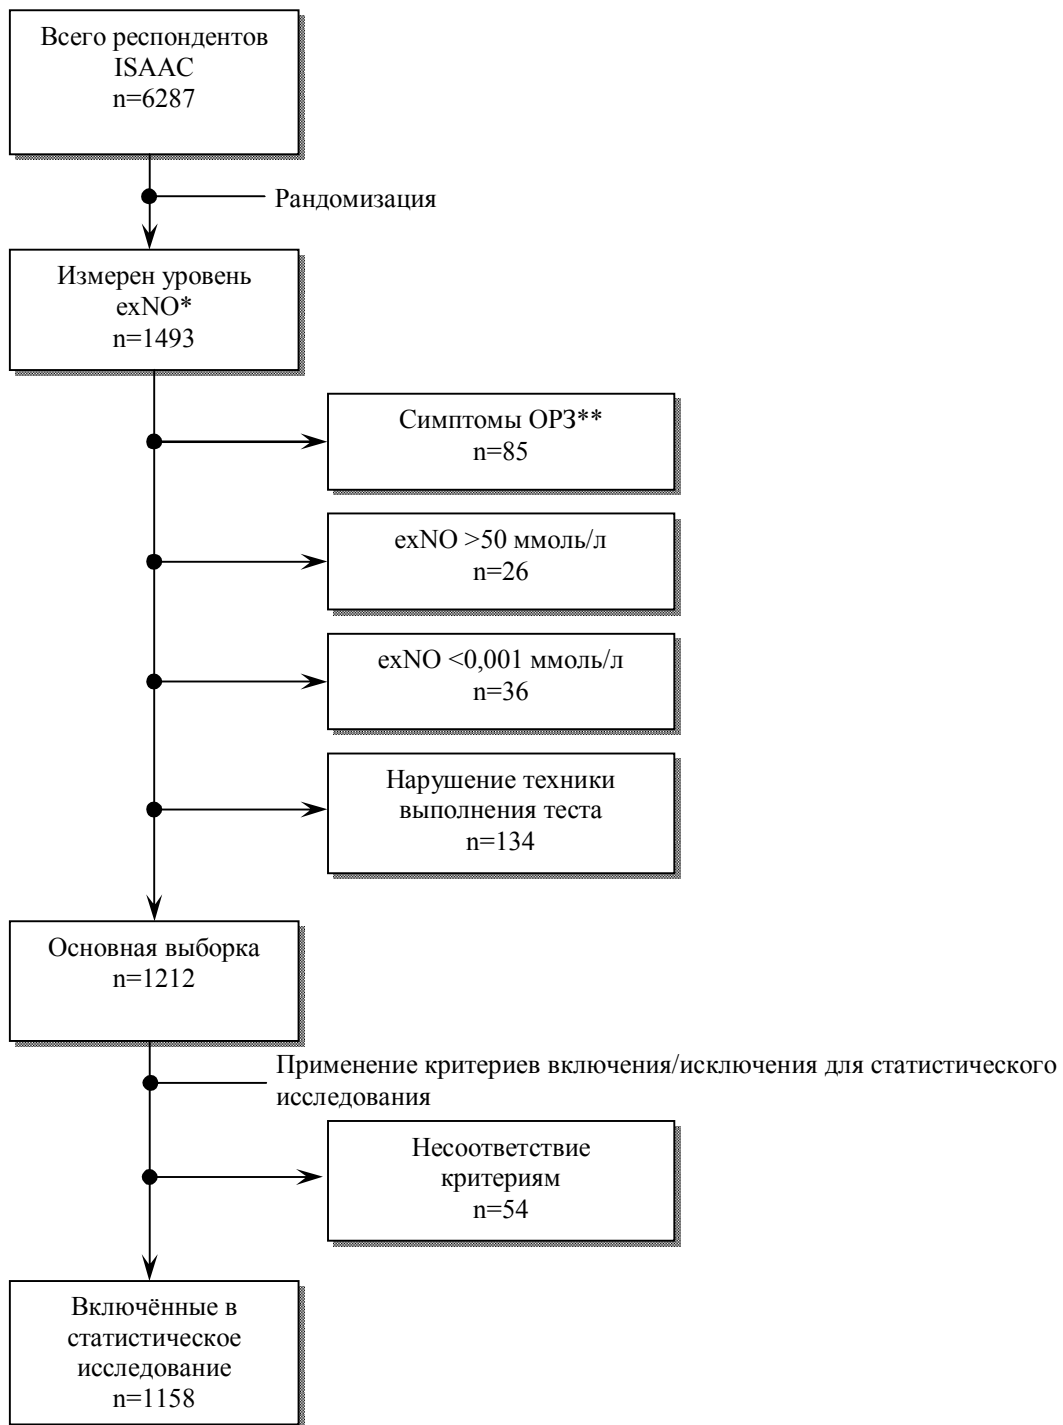 Всего респондентов
ISAAC
n=6287
Рандомизация
Измерен уровень
exNO*
n=1493
Симптомы ОРЗ**
n=85
exNO >50 ммоль/л
n=26
exNO <0,001 ммоль/л
n=36
Нарушение техники
выполнения теста
n=134
Основная выборка
n=1212
Применение критериев включения/исключения для статистического
исследования
Несоответствие
критериям
n=54
Включённые в
статистическое
исследование
n=1158